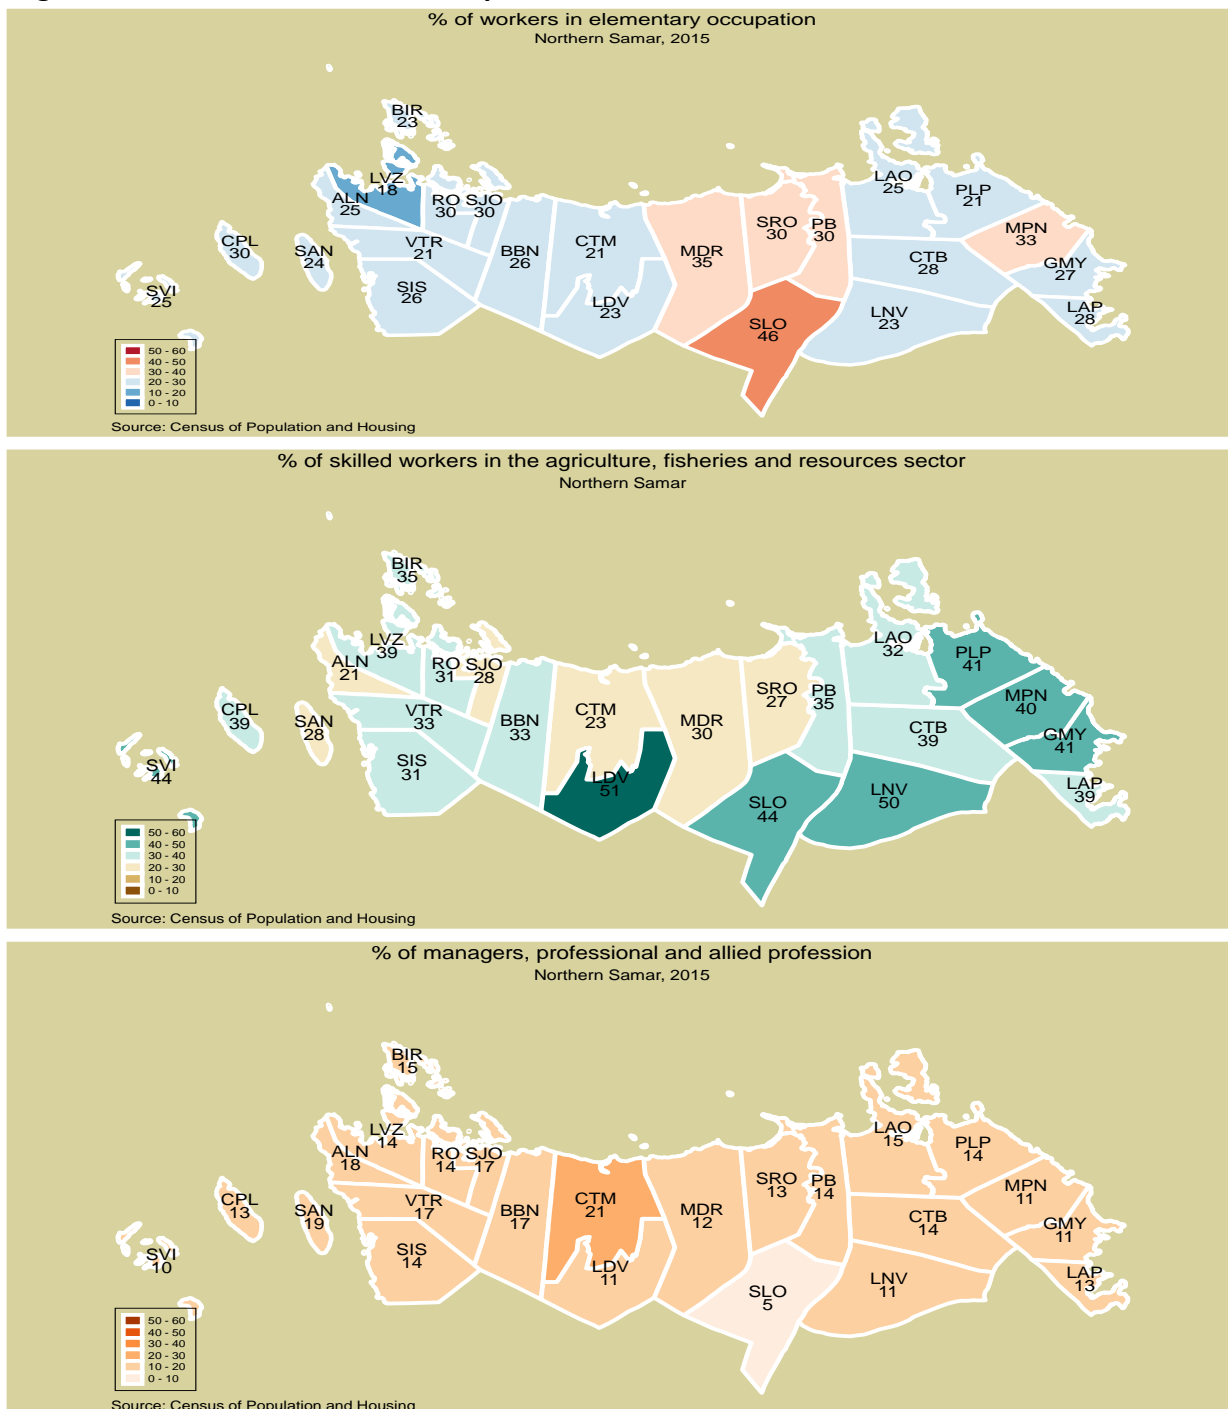 % of workers in elementary occupation
Northern Samar, 2015
BIR
23
LVZ
18
ALN
25
RO
30
SJO
30
CPL
30
SAN
24
VTR
21
SVI
25
SIS
26
BBN
26
CTM
21
LDV
23
MDR
35
SRO
30
PB
30
SLO
46
LAO
25
PLP
21
MPN
33
CTB
28
GMY
27
LNV
23
LAP
28
50 - 60
40 - 50
30 - 40
20 - 30
10 - 20
0 - 10
Source: Census of Population and Housing
% of skilled workers in the agriculture, fisheries and resources sector
Northern Samar
BIR
35
LVZ
39
ALN
21
RO
31
SJO
28
CPL
39
SAN
28
VTR
33
SVI
44
SIS
31
BBN
33
CTM
23
LDV
51
MDR
30
SRO
27
PB
35
SLO
44
LAO
32
PLP
41
MPN
40
CTB
39
GMY
41
LNV
50
LAP
39
50 - 60
40 - 50
30 - 40
20 - 30
10 - 20
0 - 10
Source: Census of Population and Housing
% of managers, professional and allied profession
Northern Samar, 2015
BIR
15
LVZ
14
ALN
18
RO
14
SJO
17
CPL
13
SAN
19
VTR
17
SVI
10
SIS
14
BBN
17
CTM
21
LDV
11
MDR
12
SRO
13
PB
14
SLO
5
LAO
15
PLP
14
MPN
11
CTB
14
GMY
11
LNV
11
LAP
13
50 - 60
40 - 50
30 - 40
20 - 30
10 - 20
0 - 10
Source: Census of Population and Housing